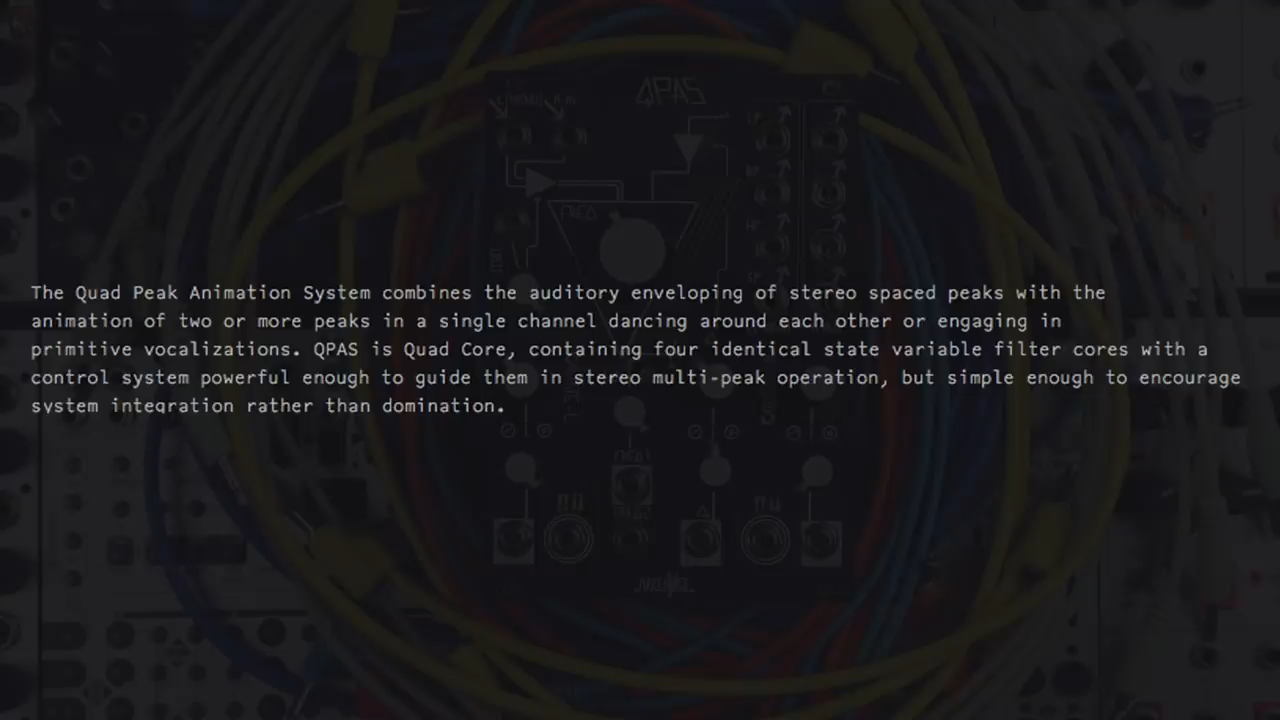 QPAS
The Quad Peak Animation System combines the auditory enveloping of stereo spaced peaks with the
animation of two or more peaks in a single channel dancing around each other or engaging in
primitive vocalizations. QPAS is Quad Core, containing four identical state variable filter cores with a
control system powerful enough to guide them in stereo multi-peak operation, but simple enough to encourage
system integration rather than domination.